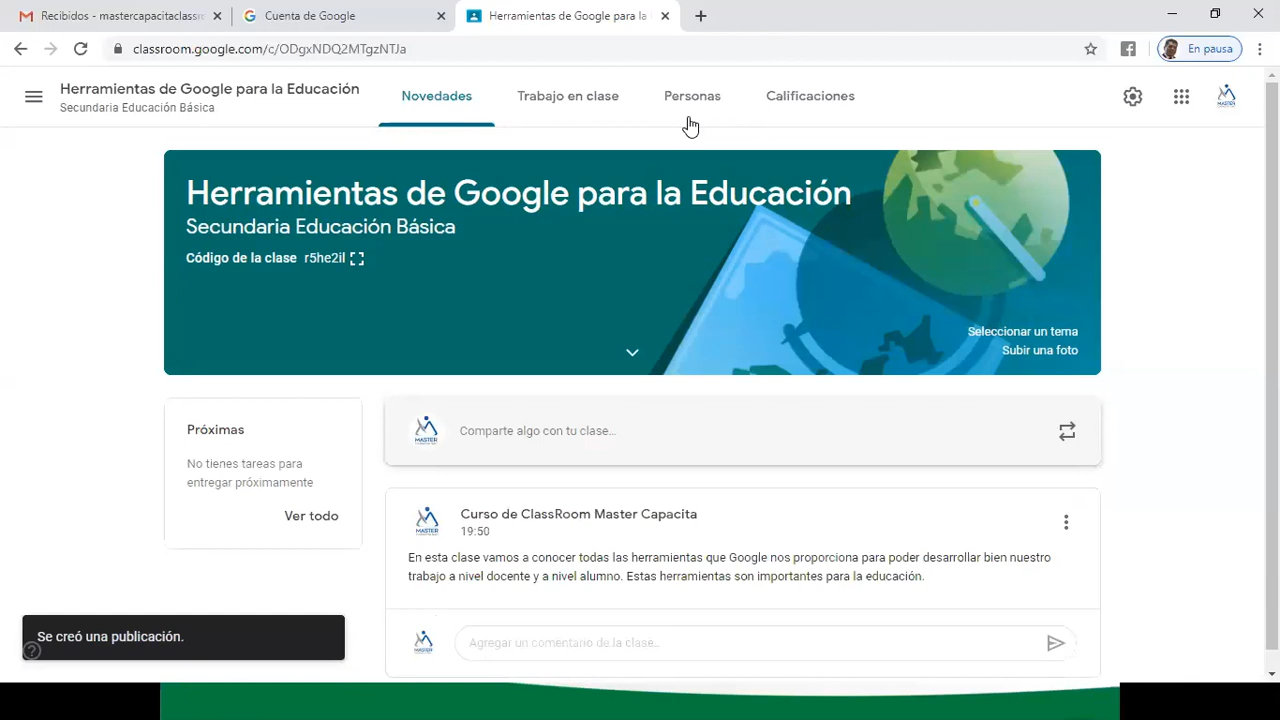 Recibidos - mastercapacitaclassro
Cuenta de Google
Herramientas de Google para la
classroom.google.com/c/ODgxNDQ2MTgzNTJa
En pausa
Herramientas de Google para la Educación
Secundaria Educación Básica
Novedades
Trabajo en clase
Personas
Calificaciones
MASTER
Herramientas de Google para la Educación
Secundaria Educación Básica
Código de la clase r5he2il
Seleccionar un tema
Subir una foto
Próximas
No tienes tareas para
entregar próximamente
Ver todo
MASTER
Comparte algo con tu clase...
MASTER
Curso de ClassRoom Master Capacita
19:50
En esta clase vamos a conocer todas las herramientas que Google nos proporciona para poder desarrollar bien nuestro
trabajo a nivel docente y a nivel alumno. Estas herramientas son importantes para la educación.
Se creó una publicación.
MASTER
Agregar un comentario de la clase...